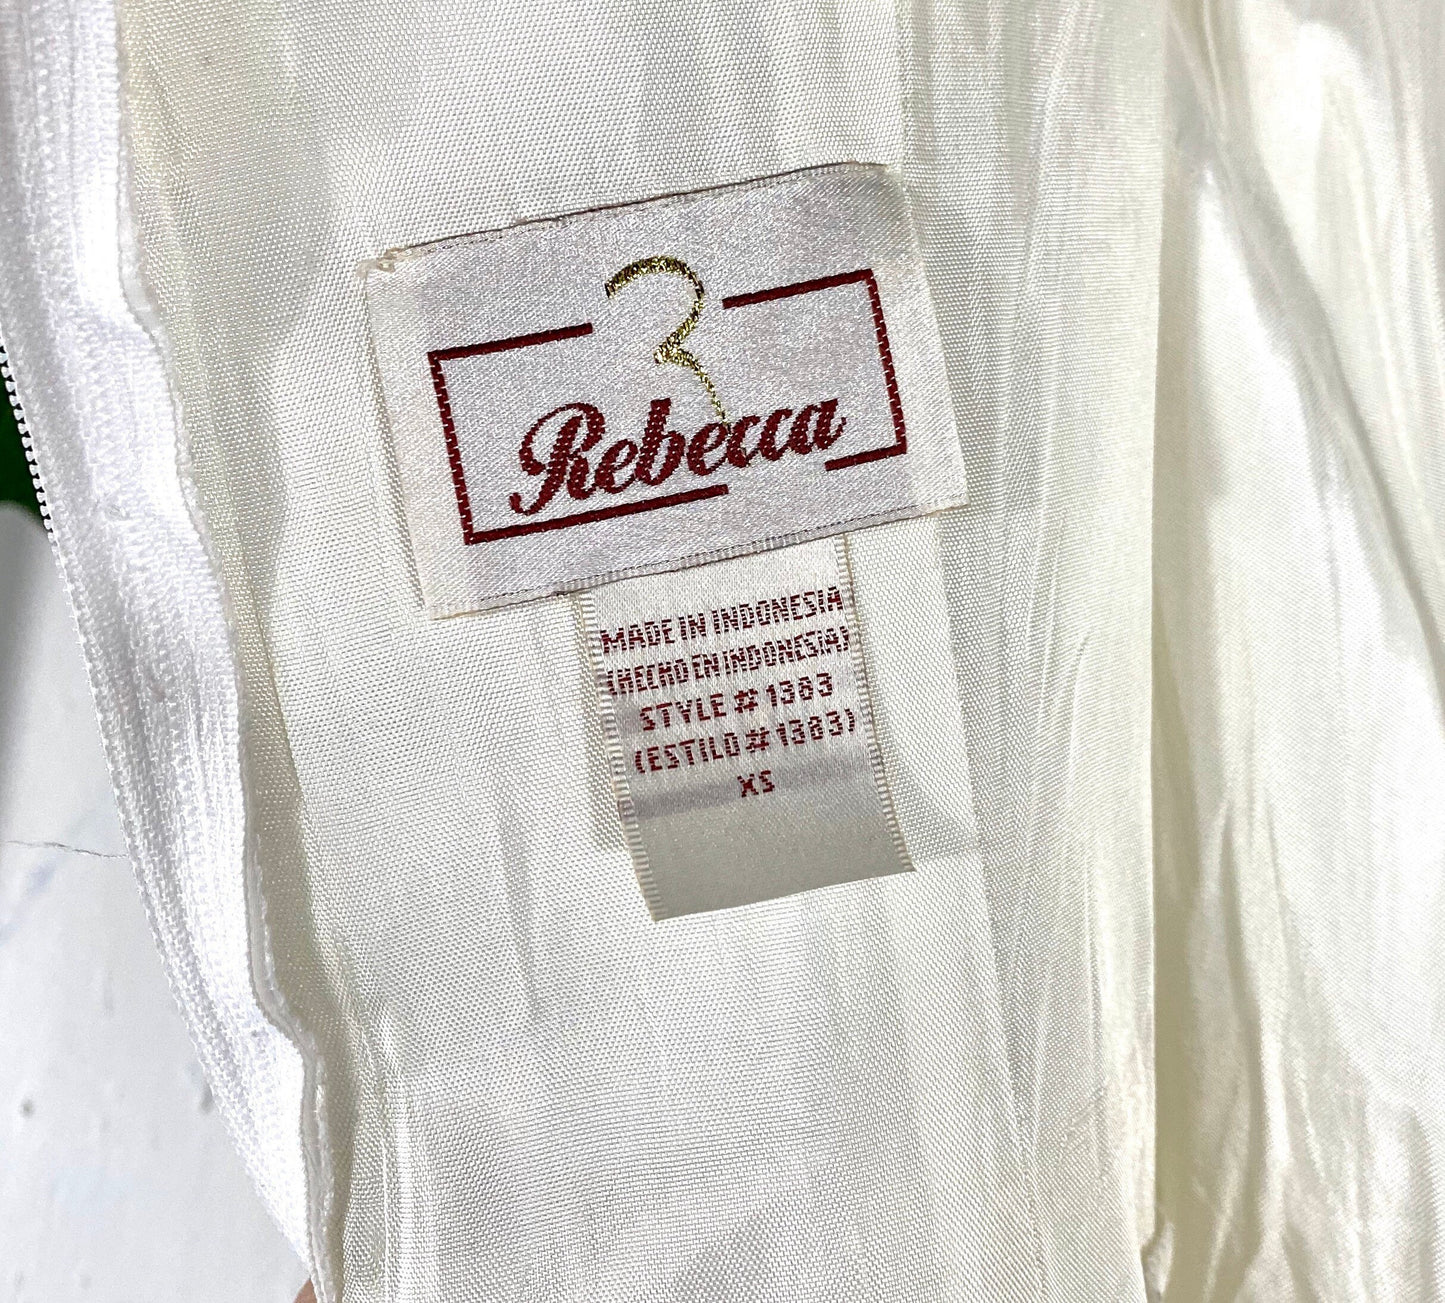 Rebecca
MADE IN INDONESIA
(HECHO EN INDONESIA)
STYLE # 1383
(ESTILO # 1383)
XS